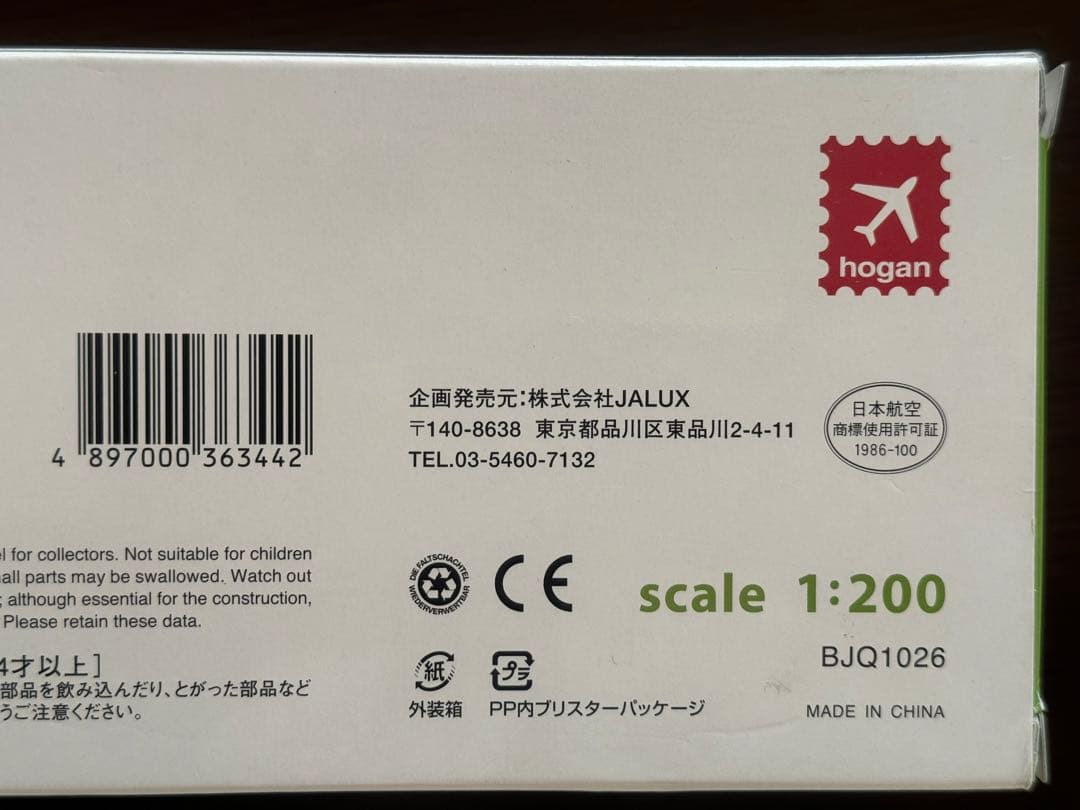 hogan
4 897000 363442
企画発売元：株式会社JALUX
〒140-8638 東京都品川区東品川2-4-11
TEL.03-5460-7132
日本航空
商標使用許可証
1986-100
el for collectors. Not suitable for children
all parts may be swallowed. Watch out
; although essential for the construction,
Please retain these data.
DIE FALTSCHACHTEL WIEDERVERWERTBAR
CE
scale 1:200
BJQ1026
4才以上]
部品を飲み込んだり、とがった部品など
うご注意ください。
紙
外装箱
プラ
PP内ブリスターパッケージ
MADE IN CHINA